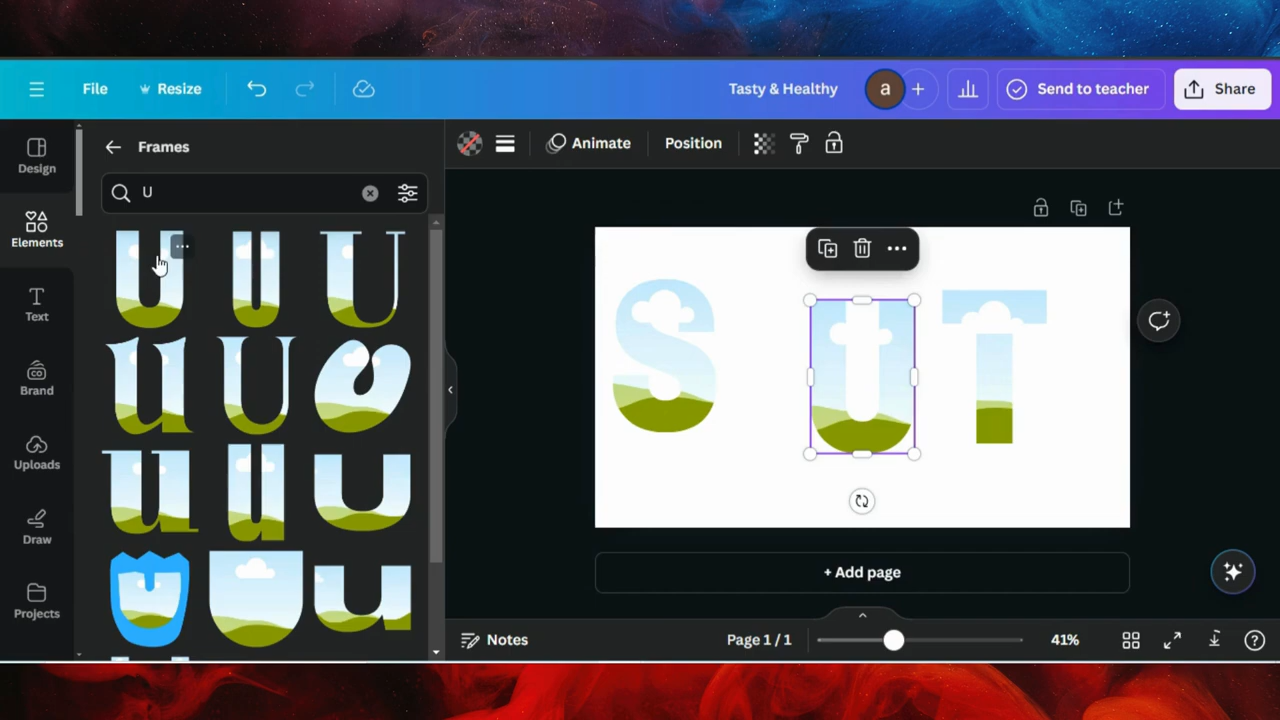 File
Resize
Tasty & Healthy
a
+
Send to teacher
Share
Design
Elements
Text
Brand
Uploads
Draw
Projects
Frames
U
Animate
Position
S U T
+ Add page
Notes
Page 1 / 1
41%